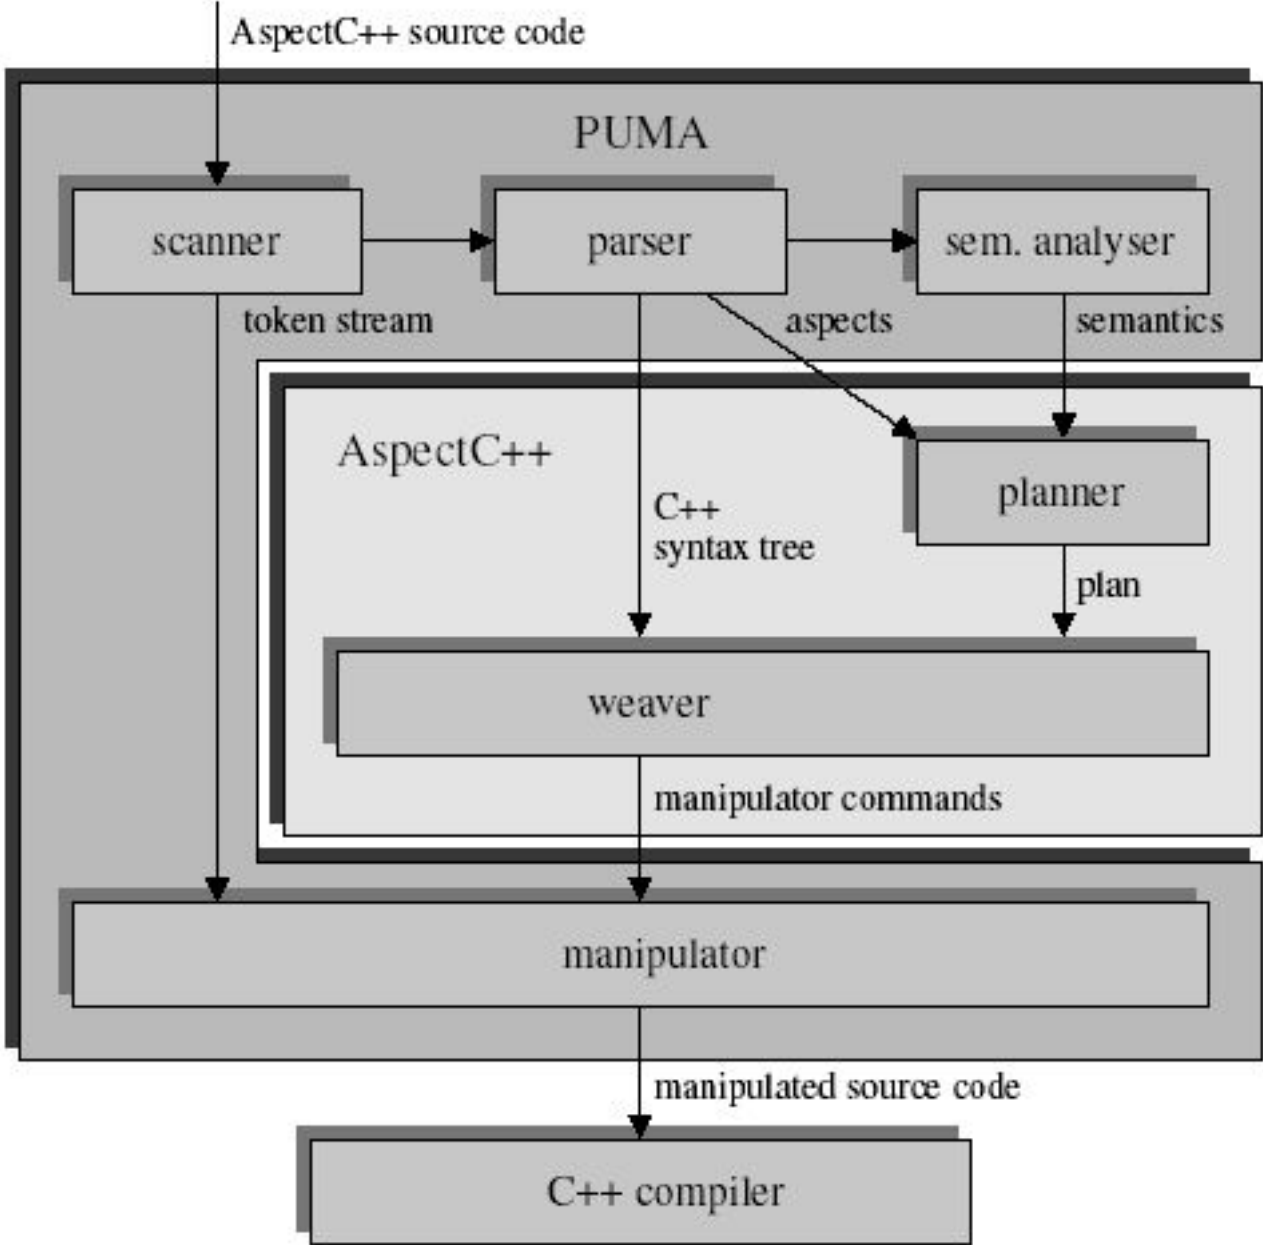 AspectC++ source code
PUMA
scanner
parser
sem. analyser
token stream
aspects
semantics
AspectC++
planner
C++
syntax tree
plan
weaver
manipulator commands
manipulator
manipulated source code
C++ compiler